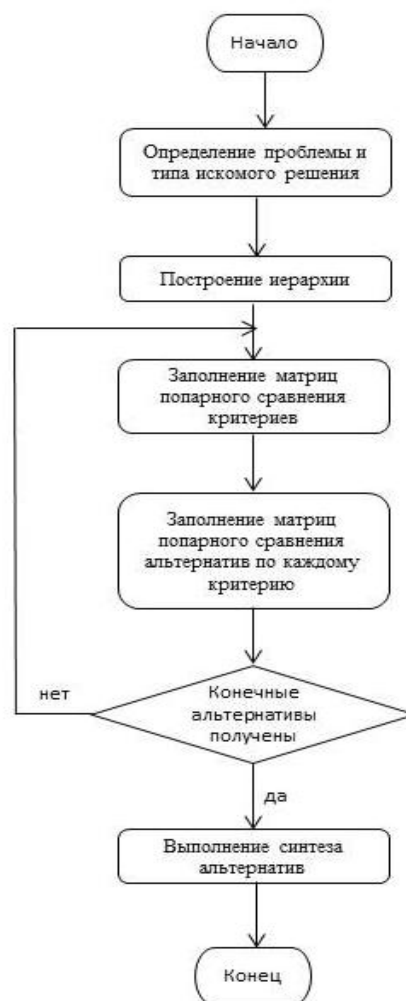 Начало
Определение проблемы и
типа искомого решения
Построение иерархии
Заполнение матриц
попарного сравнения
критериев
Заполнение матриц
попарного сравнения
альтернатив по каждому
критерию
нет
Конечные
альтернативы
получены
да
Выполнение синтеза
альтернатив
Конец